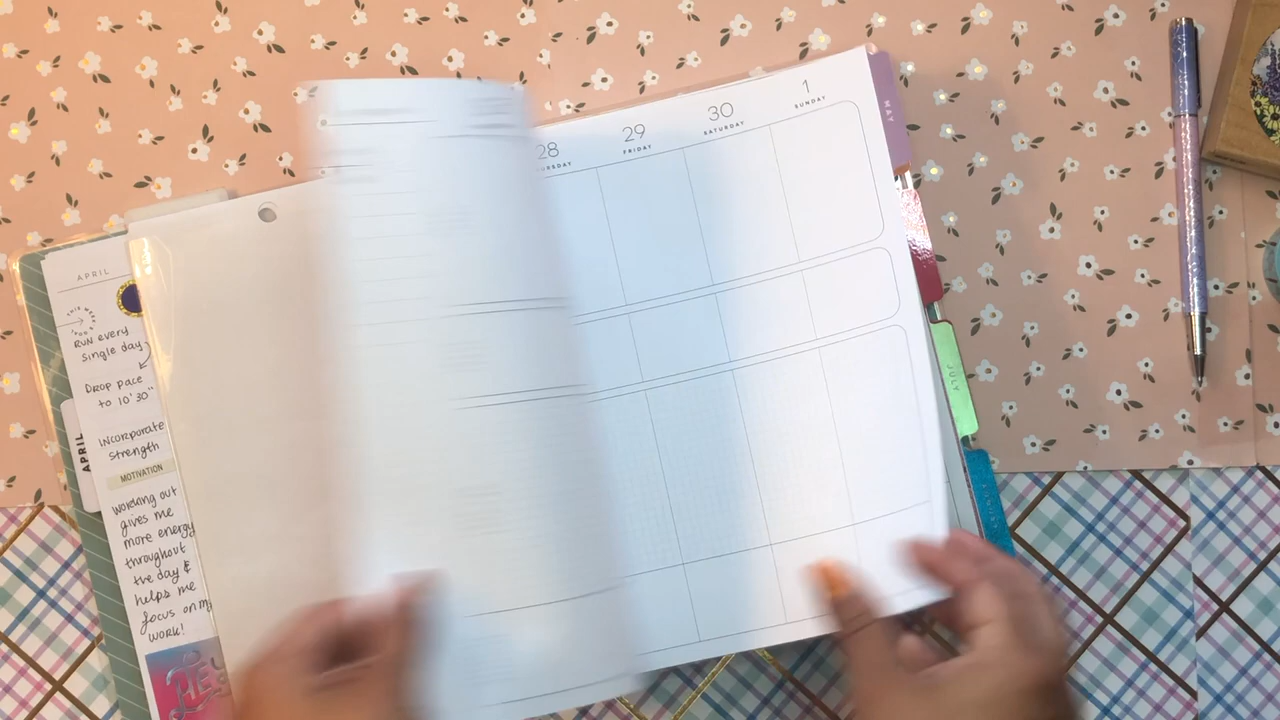 APRIL
THIS WEEK'S
RUN every
single day
DROP pace
to 10'30"
INCORPORATE
strength
MOTIVATION
WORKING OUT
gives me
more energy
throughout
the day &
helps me
focus on my
WORK!
APRIL
28
29
FRIDAY
30
SATURDAY
1
SUNDAY
MAY
JULY